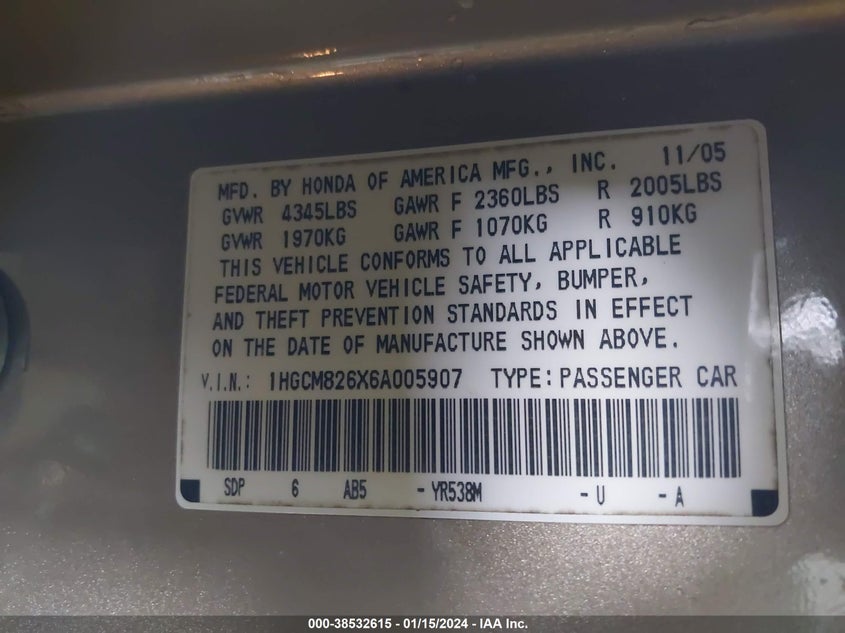 MFD. BY HONDA OF AMERICA MFG., INC. 11/05
GVWR 4345LBS GAWR F 2360LBS R 2005LBS
GVWR 1970KG GAWR F 1070KG R 910KG
THIS VEHICLE CONFORMS TO ALL APPLICABLE
FEDERAL MOTOR VEHICLE SAFETY, BUMPER,
AND THEFT PREVENTION STANDARDS IN EFFECT
ON THE DATE OF MANUFACTURE SHOWN ABOVE.
V.I.N.: 1HGCM826X6A005907 TYPE: PASSENGER CAR
SDP 6 AB5 - YR538M - U - A
000-38532615 - 01/15/2024 - IAA Inc.